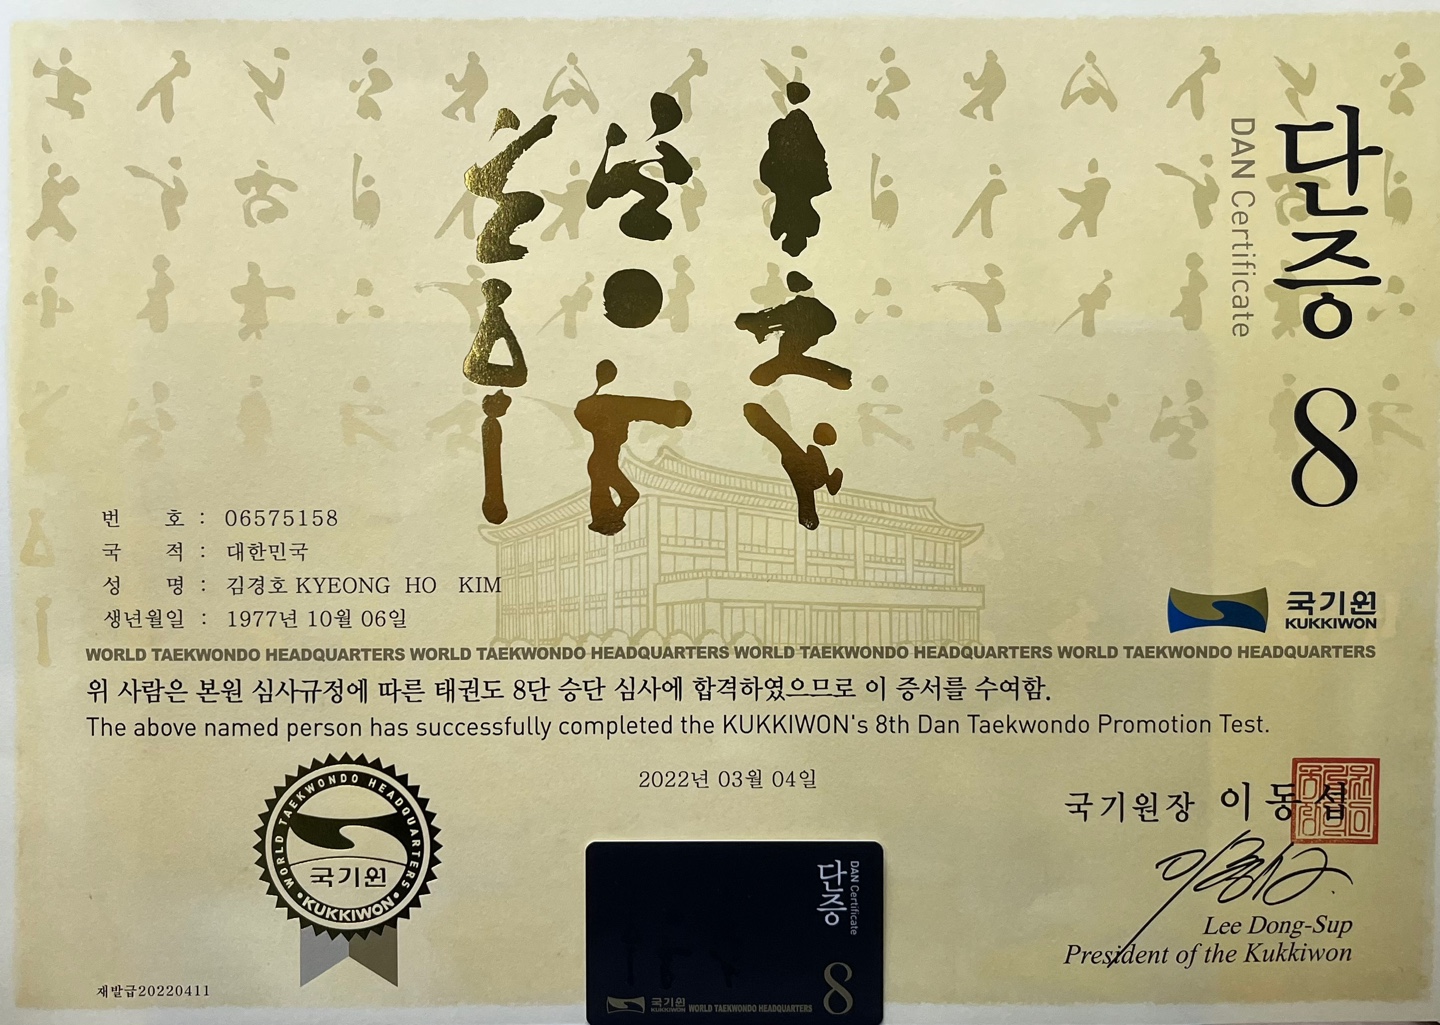 단증
DAN Certificate
8
번 호 : 06575158
국 적 : 대한민국
성 명 : 김경호 KYEONG HO KIM
생년월일 : 1977년 10월 06일
국기원
KUKKIWON
WORLD TAEKWONDO HEADQUARTERS WORLD TAEKWONDO HEADQUARTERS WORLD TAEKWONDO HEADQUARTERS WORLD TAEKWONDO HEADQUARTERS
위 사람은 본원 심사규정에 따른 태권도 8단 승단 심사에 합격하였으므로 이 증서를 수여함.
The above named person has successfully completed the KUKKIWON's 8th Dan Taekwondo Promotion Test.
2022년 03월 04일
국기원장 이동섭
Lee Dong-Sup
President of the Kukkiwon
WORLD TAEKWONDO HEADQUARTERS
국기원
KUKKIWON
재발급20220411
단증
DAN Certificate
8
국기원
KUKKIWON
WORLD TAEKWONDO HEADQUARTERS